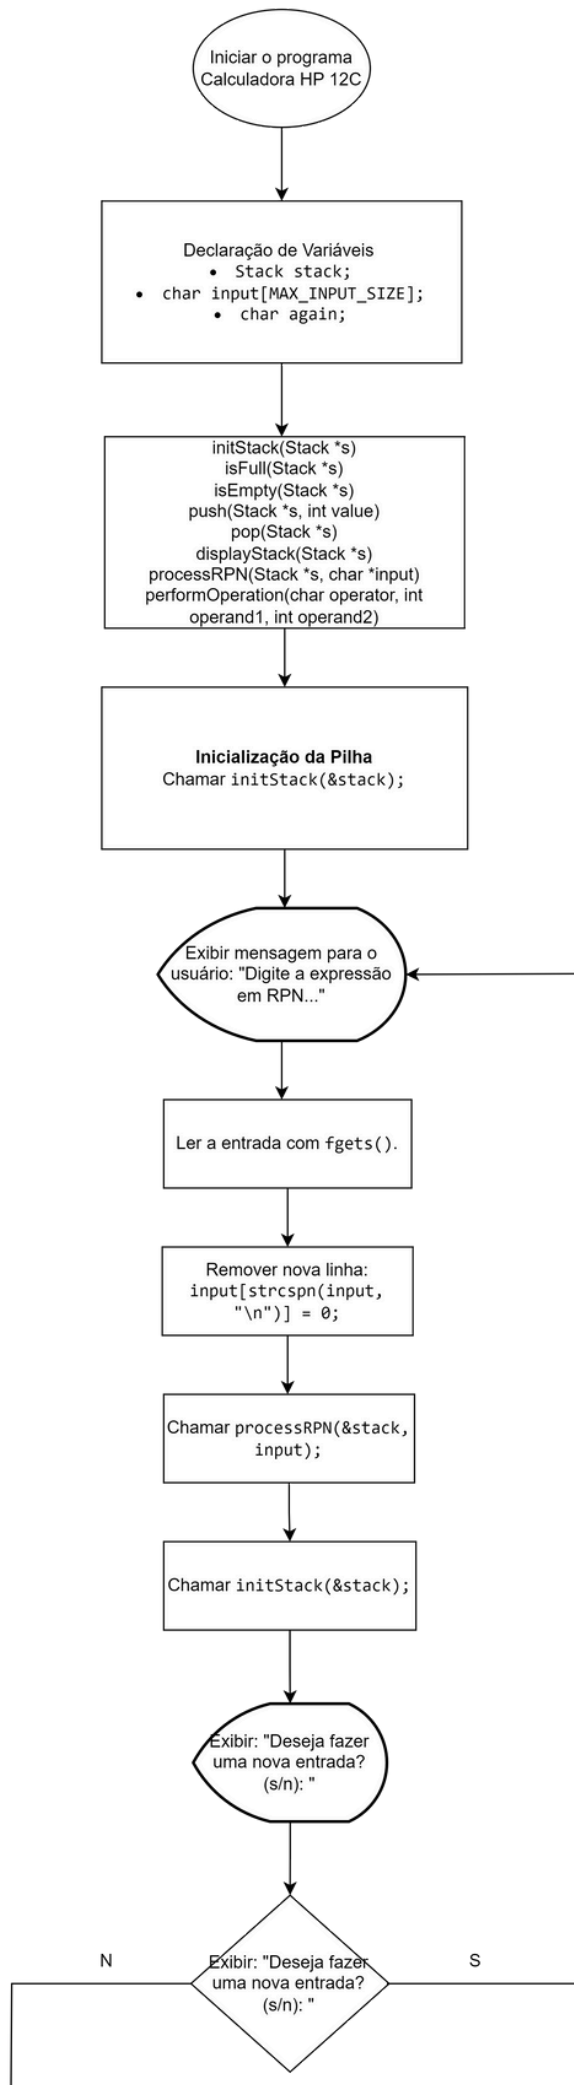 Iniciar o programa
Calculadora HP 12C
Declaração de Variáveis
• Stack stack;
• char input[MAX_INPUT_SIZE];
• char again;
initStack(Stack *s)
isFull(Stack *s)
isEmpty(Stack *s)
push(Stack *s, int value)
pop(Stack *s)
displayStack(Stack *s)
processRPN(Stack *s, char *input)
performOperation(char operator, int
operand1, int operand2)
Inicialização da Pilha
Chamar initStack(&stack);
Exibir mensagem para o
usuário: "Digite a expressão
em RPN..."
Ler a entrada com fgets().
Remover nova linha:
input[strcspn(input,
"\n")] = 0;
Chamar processRPN(&stack,
input);
Chamar initStack(&stack);
Exibir: "Deseja fazer
uma nova entrada?
(s/n): "
N
S
Exibir: "Deseja fazer
uma nova entrada?
(s/n): "